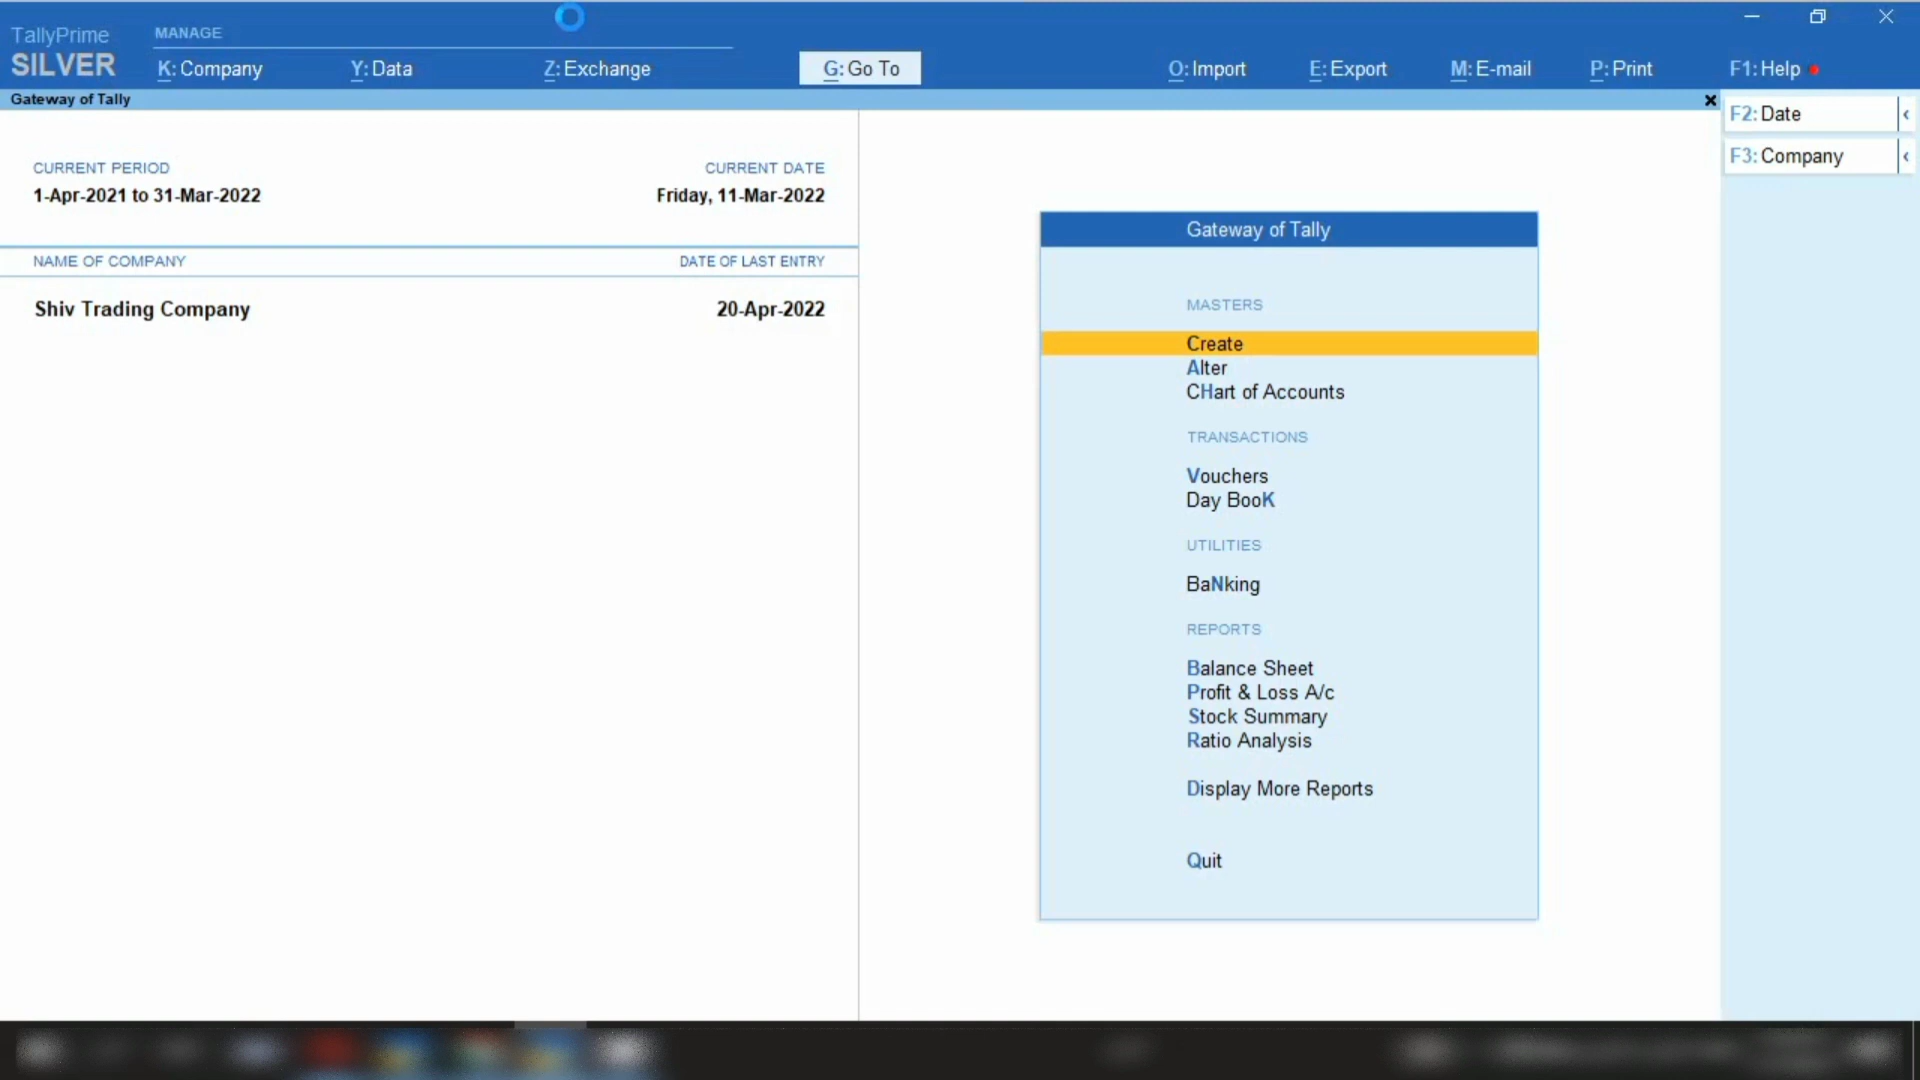 TallyPrime
SILVER
MANAGE
K: Company
Y: Data
Z: Exchange
G: Go To
O: Import
E: Export
M: E-mail
P: Print
F1: Help
Gateway of Tally
F2: Date
F3: Company
CURRENT PERIOD
CURRENT DATE
1-Apr-2021 to 31-Mar-2022
Friday, 11-Mar-2022
NAME OF COMPANY
DATE OF LAST ENTRY
Shiv Trading Company
20-Apr-2022
Gateway of Tally
MASTERS
Create
Alter
CHart of Accounts
TRANSACTIONS
Vouchers
Day BooK
UTILITIES
BaNking
REPORTS
Balance Sheet
Profit & Loss A/c
Stock Summary
Ratio Analysis
Display More Reports
Quit